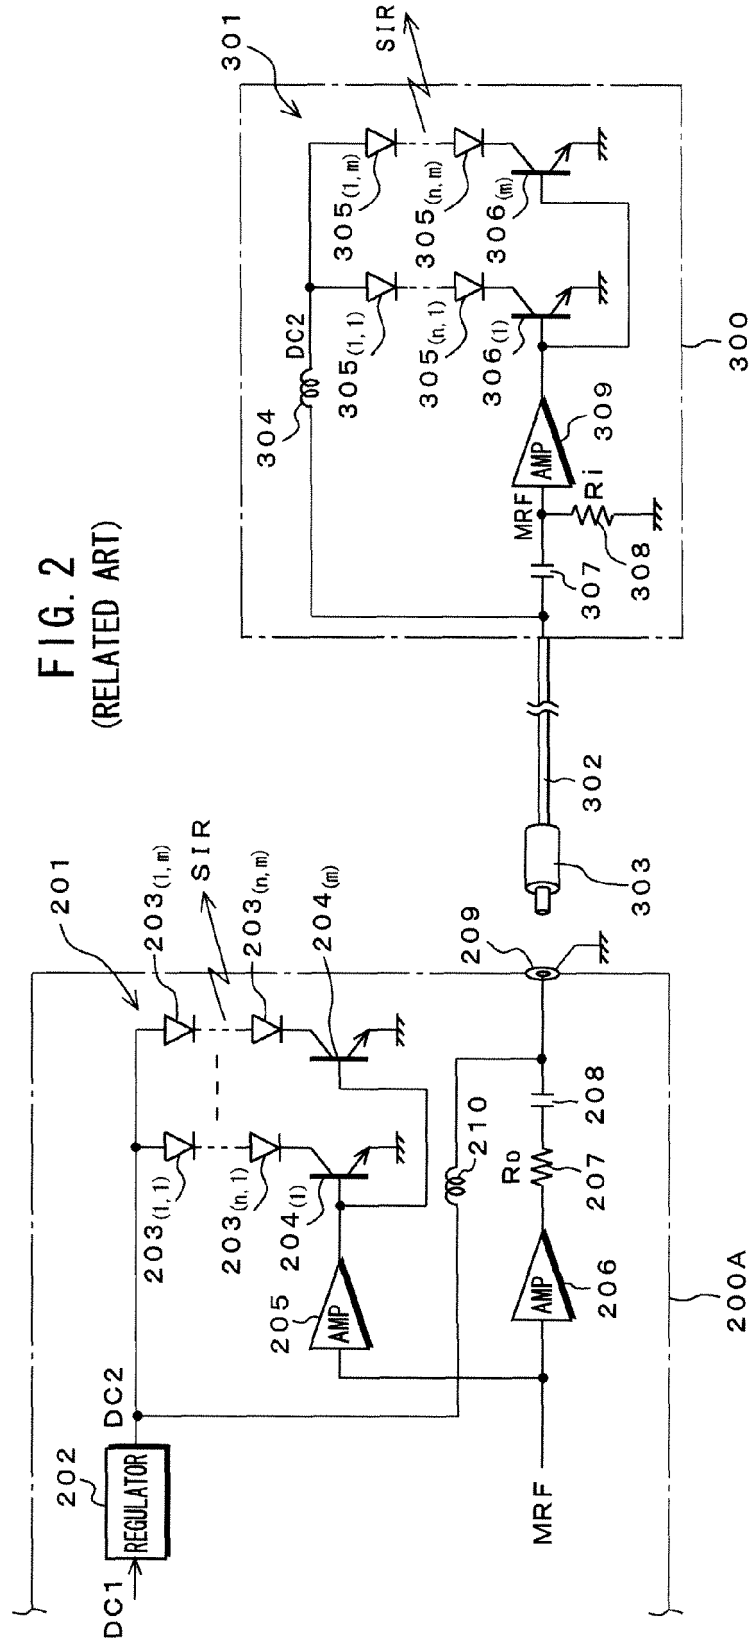 FIG. 2
(RELATED ART)
301
SIR
DC2
304
305(1,1)
305(1,m)
305(n,1)
305(n,m)
306(1)
306(m)
MRF
AMP
309
307
Ri
308
300
302
303
201
DC1
REGULATOR
202
DC2
203(1,1)
203(1,m)
SIR
203(n,1)
203(n,m)
204(1)
204(m)
205
AMP
210
209
MRF
AMP
206
RO
207
208
200A